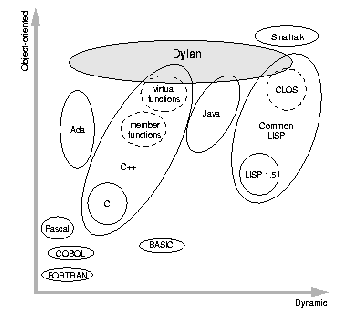 Object-oriented
Smalltalk
Dylan
virtual
functions
CLOS
Ada
member
functions
Java
Common
LISP
C++
LISP 1.5
C
Pascal
BASIC
COBOL
FORTRAN
Dynamic